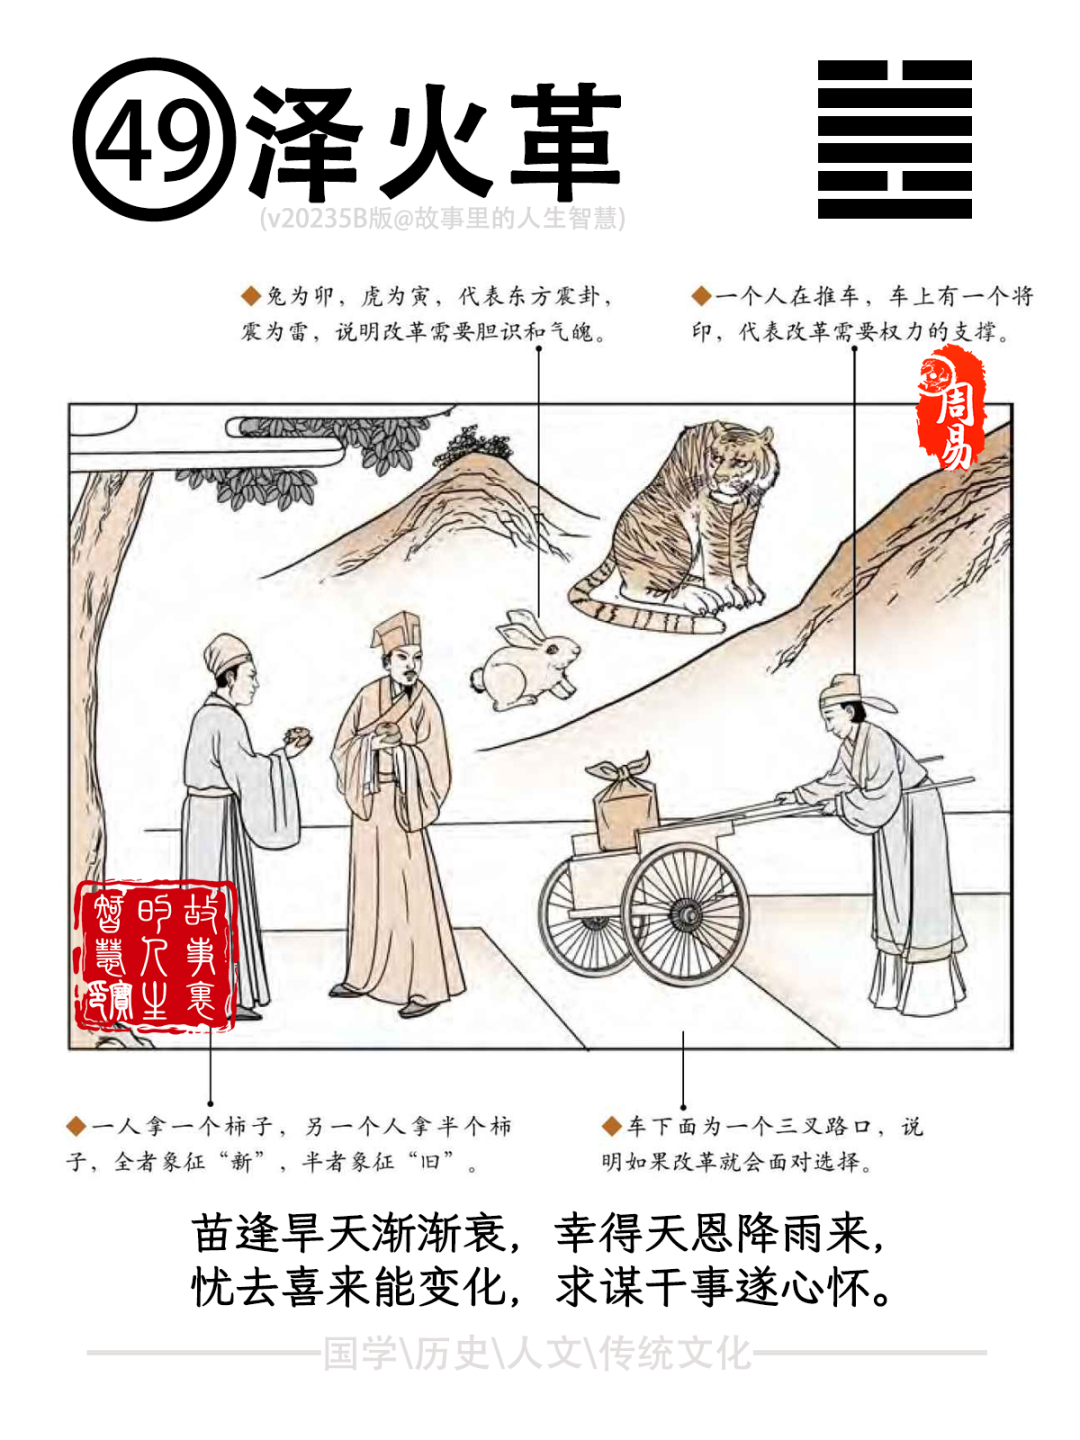 49 泽火革
(v20235B版@故事里的人生智慧)
◆兔为卯，虎为寅，代表东方震卦，
震为雷，说明改革需要胆识和气魄。
◆一个人在推车，车上有一个将
印，代表改革需要权力的支撑。
周易
故事裏
的人生
智慧寶印
◆一人拿一个柿子，另一个人拿半个柿
子，全者象征“新”，半者象征“旧”。
◆车下面为一个三叉路口，说
明如果改革就会面对选择。
苗逢旱天渐渐衰，幸得天恩降雨来，
忧去喜来能变化，求谋干事遂心怀。
国学\历史\人文\传统文化